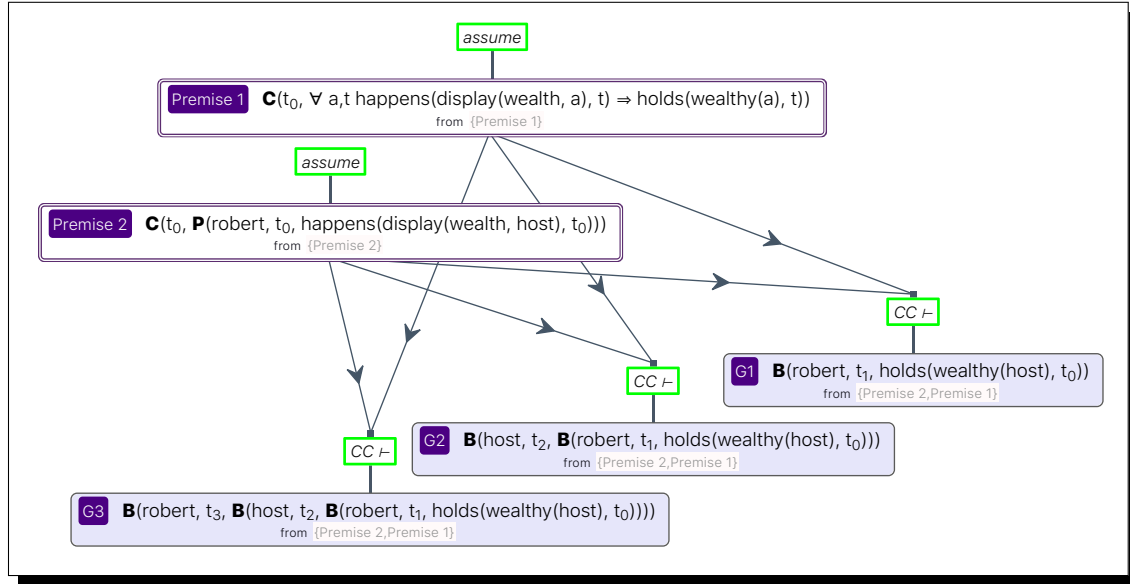 assume
Premise 1 C(t₀, ∀ a,t happens(display(wealth, a), t) ⇒ holds(wealthy(a), t))
from {Premise 1}
assume
Premise 2 C(t₀, P(robert, t₀, happens(display(wealth, host), t₀)))
from {Premise 2}
CC ⊢
G1 B(robert, t₁, holds(wealthy(host), t₀))
from {Premise 2,Premise 1}
CC ⊢
G2 B(host, t₂, B(robert, t₁, holds(wealthy(host), t₀)))
from {Premise 2,Premise 1}
CC ⊢
G3 B(robert, t₃, B(host, t₂, B(robert, t₁, holds(wealthy(host), t₀))))
from {Premise 2,Premise 1}